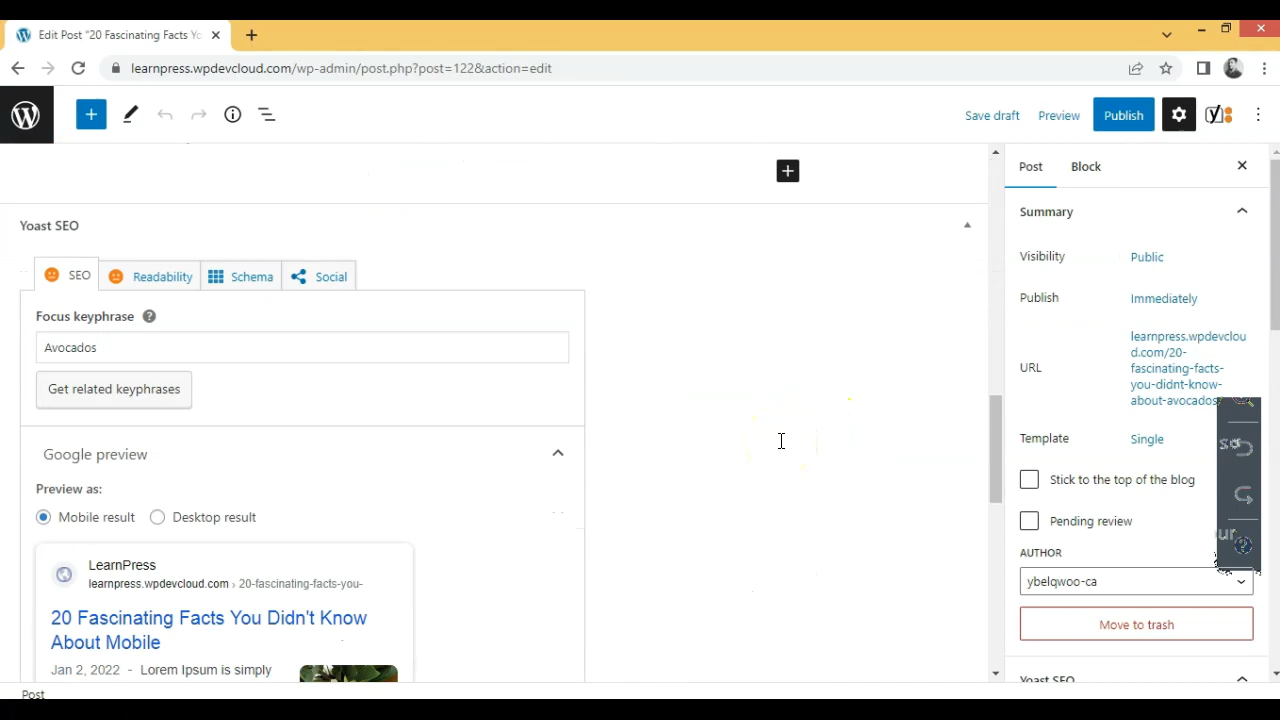 Edit Post "20 Fascinating Facts Yo
learnpress.wpdevcloud.com/wp-admin/post.php?post=122&action=edit
Save draft
Preview
Publish
Post
Block
Summary
Visibility
Public
Publish
Immediately
URL
learnpress.wpdevclou
d.com/20-
fascinating-facts-
you-didnt-know-
about-avocados
Template
Single
Stick to the top of the blog
Pending review
AUTHOR
ybelqwoo-ca
Move to trash
Yoast SEO
Yoast SEO
SEO
Readability
Schema
Social
Focus keyphrase
Avocados
Get related keyphrases
Google preview
Preview as:
Mobile result
Desktop result
LearnPress
learnpress.wpdevcloud.com › 20-fascinating-facts-you-
20 Fascinating Facts You Didn't Know
About Mobile
Jan 2, 2022 - Lorem Ipsum is simply
Post